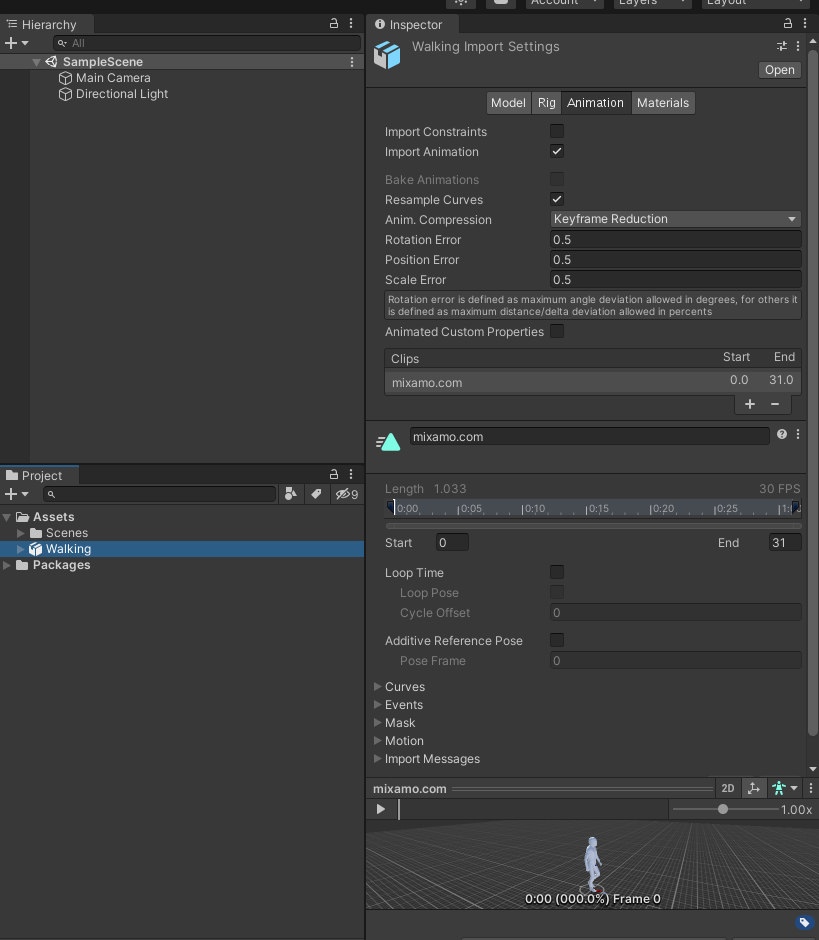 Account
Layers
Layout
Hierarchy
All
SampleScene
Main Camera
Directional Light
Project
9
Assets
Scenes
Walking
Packages
Inspector
Walking Import Settings
Open
Model Rig Animation Materials
Import Constraints
Import Animation
Bake Animations
Resample Curves
Anim. Compression Keyframe Reduction
Rotation Error 0.5
Position Error 0.5
Scale Error 0.5
Rotation error is defined as maximum angle deviation allowed in degrees, for others it
is defined as maximum distance/delta deviation allowed in percents
Animated Custom Properties
Clips Start End
mixamo.com 0.0 31.0
mixamo.com
Length 1.033 30 FPS
0:00 0:05 0:10 0:15 0:20 0:25
Start 0 End 31
Loop Time
Loop Pose
Cycle Offset 0
Additive Reference Pose
Pose Frame 0
Curves
Events
Mask
Motion
Import Messages
mixamo.com 2D
1.00x
0:00 (000.0%) Frame 0